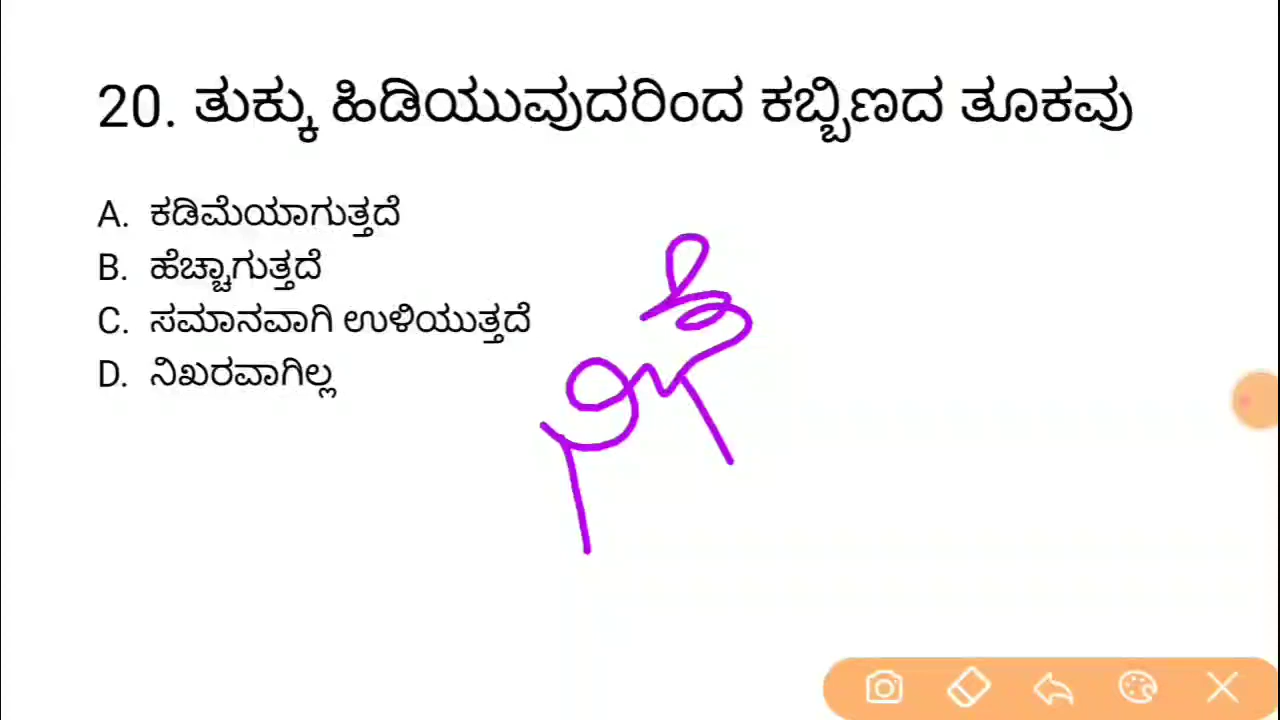 20. ತುಕ್ಕು ಹಿಡಿಯುವುದರಿಂದ ಕಬ್ಬಿಣದ ತೂಕವು
A. ಕಡಿಮೆಯಾಗುತ್ತದೆ
B. ಹೆಚ್ಚಾಗುತ್ತದೆ
C. ಸಮಾನವಾಗಿ ಉಳಿಯುತ್ತದೆ
D. ನಿಖರವಾಗಿಲ್ಲ